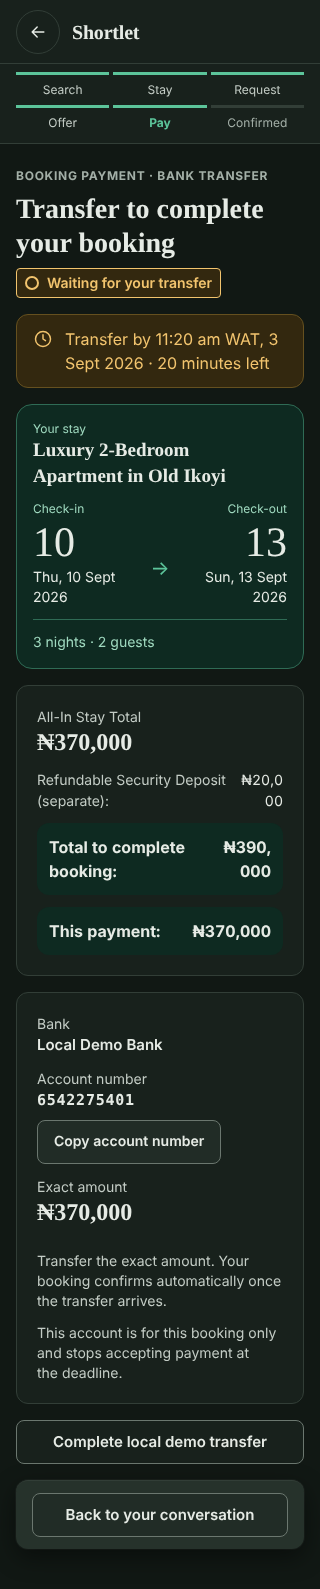 Shortlet
Search
Stay
Request
Offer
Pay
Confirmed
BOOKING PAYMENT · BANK TRANSFER
Transfer to complete
your booking
Waiting for your transfer
Transfer by 11:20 am WAT, 3
Sept 2026 · 20 minutes left
Your stay
Luxury 2-Bedroom
Apartment in Old Ikoyi
Check-in
10
Thu, 10 Sept
2026
→
Check-out
13
Sun, 13 Sept
2026
3 nights · 2 guests
All-In Stay Total
₦370,000
Refundable Security Deposit
(separate):
₦20,0
00
Total to complete
booking:
₦390,
000
This payment:
₦370,000
Bank
Local Demo Bank
Account number
6542275401
Copy account number
Exact amount
₦370,000
Transfer the exact amount. Your
booking confirms automatically once
the transfer arrives.
This account is for this booking only
and stops accepting payment at
the deadline.
Complete local demo transfer
Back to your conversation